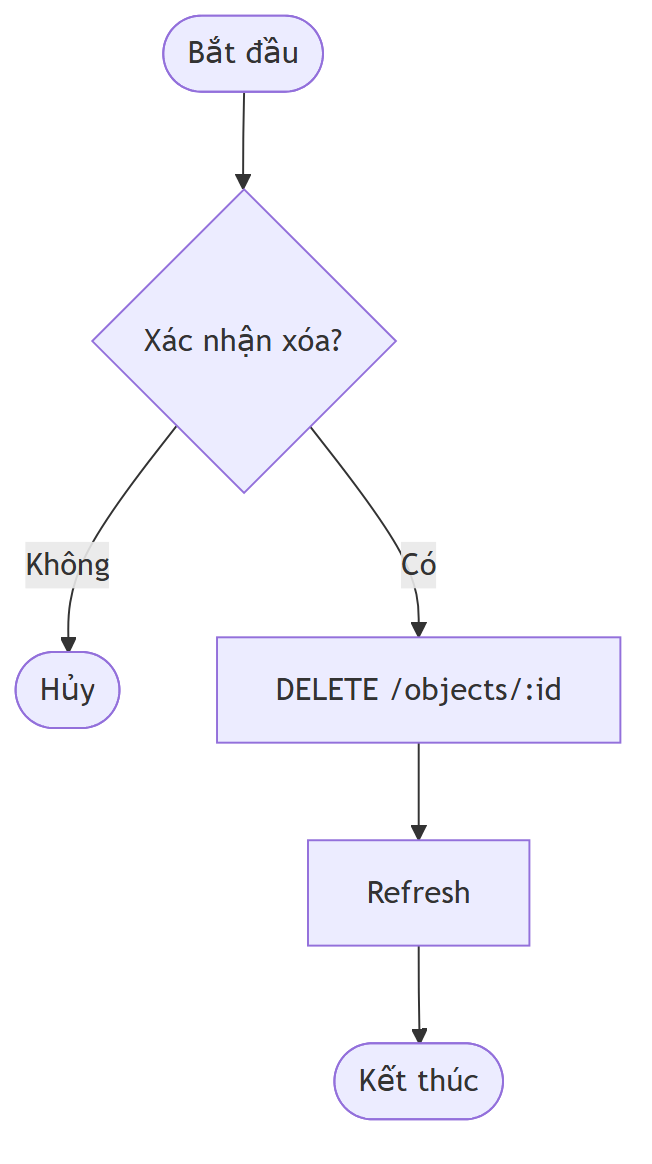 Bắt đầu
Xác nhận xóa?
Không
Có
Hủy
DELETE /objects/:id
Refresh
Kết thúc